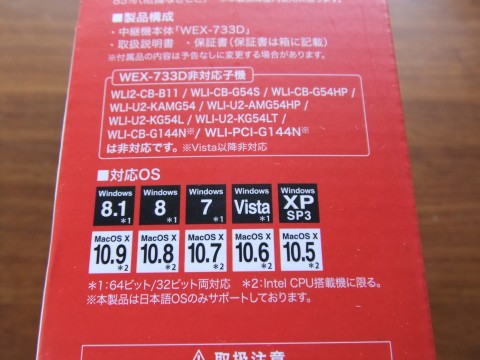 ■製品構成
・中継機本体「WEX-733D」
・取扱説明書 ・保証書（保証書は箱に記載）
※付属品の内容は予告なしに変更する場合があります。
WEX-733D非対応子機
WLI2-CB-B11 / WLI-CB-G54S / WLI-CB-G54HP /
WLI-U2-KAMG54 / WLI-U2-AMG54HP /
WLI-U2-KG54L / WLI-U2-KG54LT /
WLI-CB-G144N※ / WLI-PCI-G144N※
は非対応です。※Vista以降非対応
■対応OS
Windows 8.1 *1 Windows 8 *1 Windows 7 *1 Windows Vista *1 Windows XP SP3
MacOS X 10.9 *2 MacOS X 10.8 *2 MacOS X 10.7 *2 MacOS X 10.6 *2 MacOS X 10.5 *2
*1:64ビット/32ビット両対応 *2:Intel CPU搭載機に限る。
※本製品は日本語OSのみサポートしております。
取扱注意